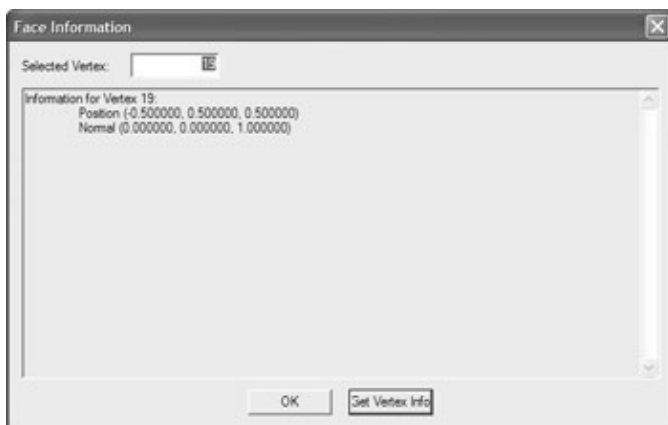 Face Information
Selected Vertex:
Information for Vertex 19:
Position (-0.500000, 0.500000, 0.500000)
Normal (0.000000, 0.000000, 1.000000)
OK
Get Vertex Info